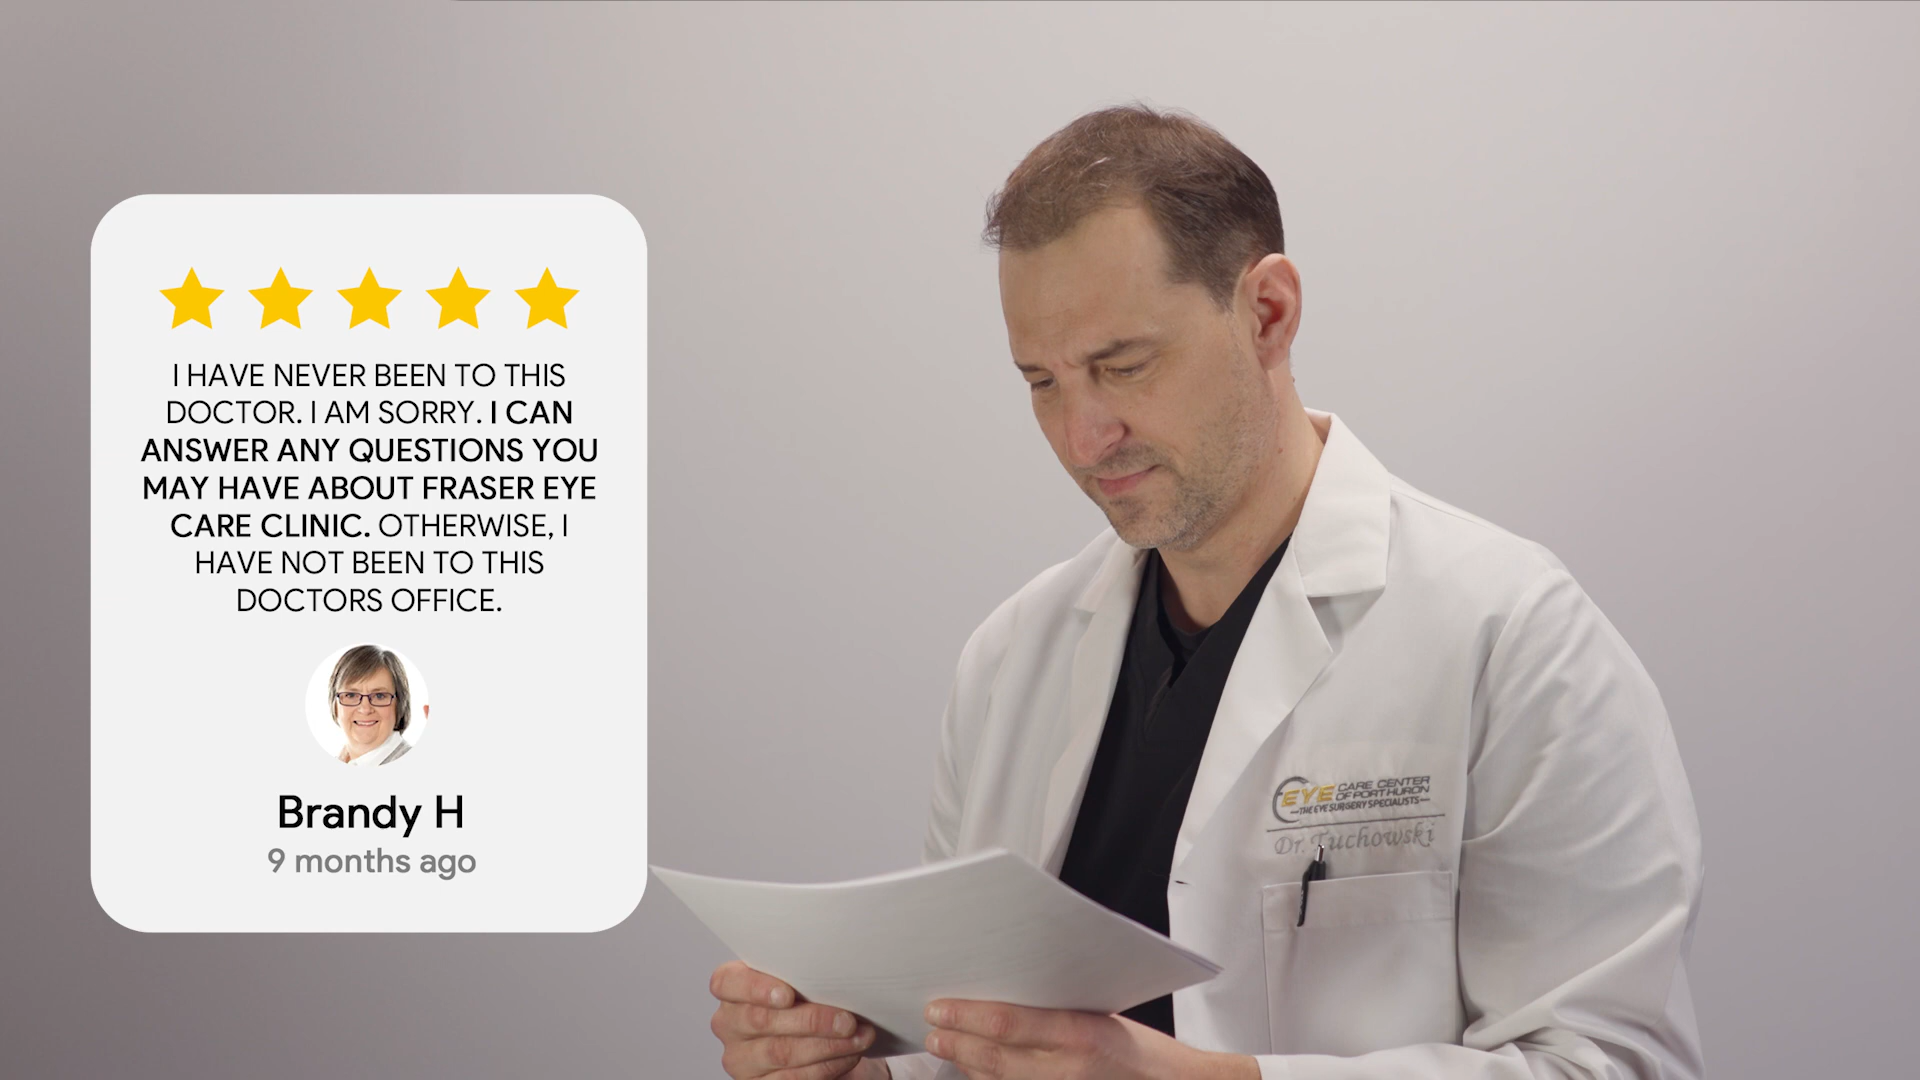 I HAVE NEVER BEEN TO THIS
DOCTOR. I AM SORRY. I CAN
ANSWER ANY QUESTIONS YOU
MAY HAVE ABOUT FRASER EYE
CARE CLINIC. OTHERWISE, I
HAVE NOT BEEN TO THIS
DOCTORS OFFICE.
Brandy H
9 months ago
EYE CARE CENTER
OF PORT HURON
—THE EYE SURGERY SPECIALISTS—
Dr. Tuchowski